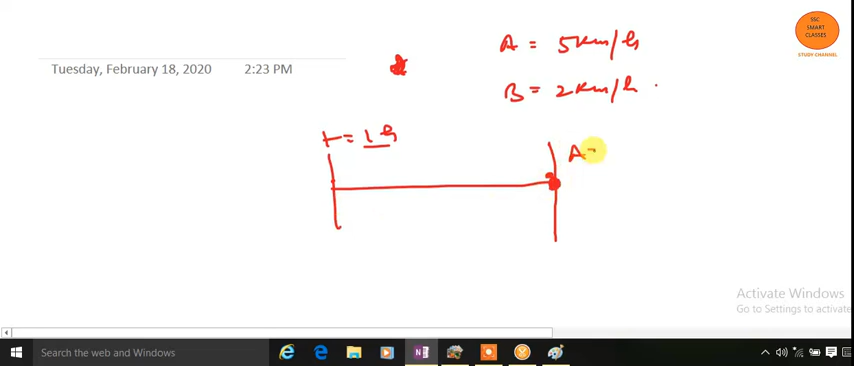 SSC
SMART
CLASSES
STUDY CHANNEL
A = 5km/h
Tuesday, February 18, 2020 2:23 PM
B = 2km/h
t = 1h
A =
Activate Windows
Go to Settings to activate
Search the web and Windows